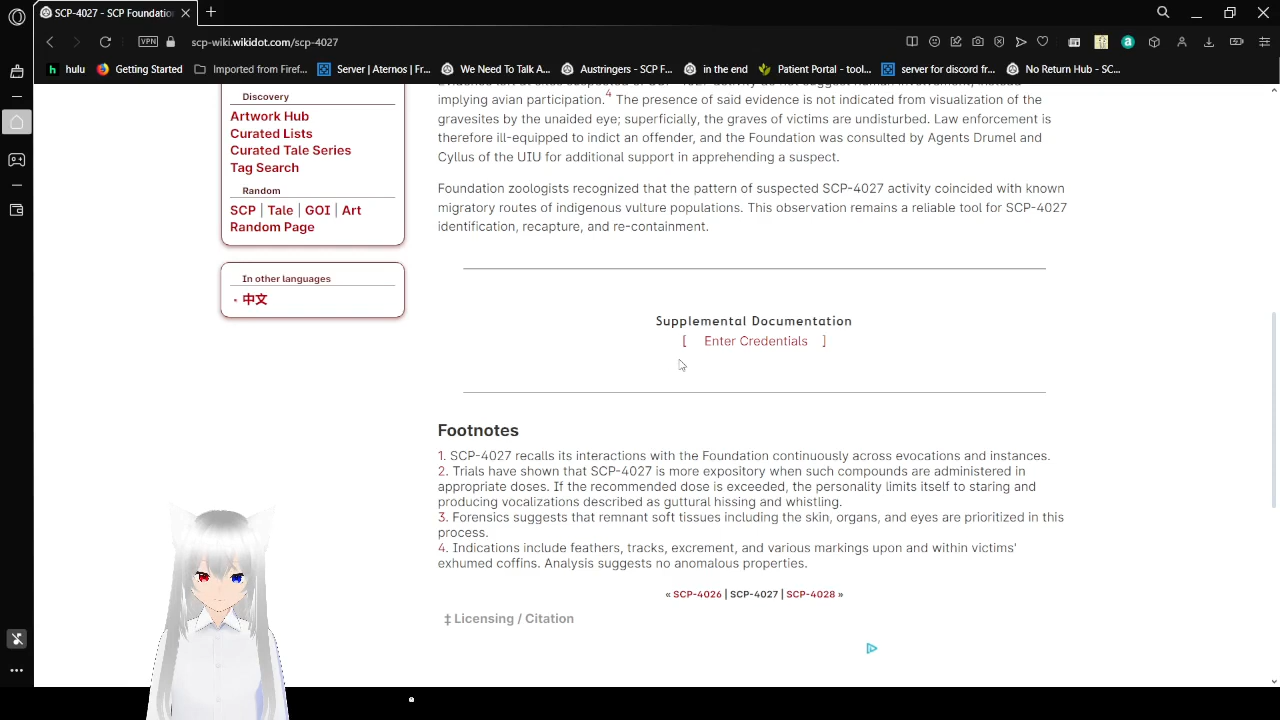 SCP-4027 - SCP Foundatio
VPN
scp-wiki.wikidot.com/scp-4027
hulu
Getting Started
Imported from Firef...
Server | Aternos | Fr...
We Need To Talk A...
Austringers - SCP F...
in the end
Patient Portal - tool...
server for discord fr...
No Return Hub - SC...
Discovery
Artwork Hub
Curated Lists
Curated Tale Series
Tag Search
Random
SCP | Tale | GOI | Art
Random Page
In other languages
中文
implying avian participation.4 The presence of said evidence is not indicated from visualization of the
gravesites by the unaided eye; superficially, the graves of victims are undisturbed. Law enforcement is
therefore ill-equipped to indict an offender, and the Foundation was consulted by Agents Drumel and
Cyllus of the UIU for additional support in apprehending a suspect.
Foundation zoologists recognized that the pattern of suspected SCP-4027 activity coincided with known
migratory routes of indigenous vulture populations. This observation remains a reliable tool for SCP-4027
identification, recapture, and re-containment.
Supplemental Documentation
[ Enter Credentials ]
Footnotes
1. SCP-4027 recalls its interactions with the Foundation continuously across evocations and instances.
2. Trials have shown that SCP-4027 is more expository when such compounds are administered in
appropriate doses. If the recommended dose is exceeded, the personality limits itself to staring and
producing vocalizations described as guttural hissing and whistling.
3. Forensics suggests that remnant soft tissues including the skin, organs, and eyes are prioritized in this
process.
4. Indications include feathers, tracks, excrement, and various markings upon and within victims'
exhumed coffins. Analysis suggests no anomalous properties.
« SCP-4026 | SCP-4027 | SCP-4028 »
‡ Licensing / Citation